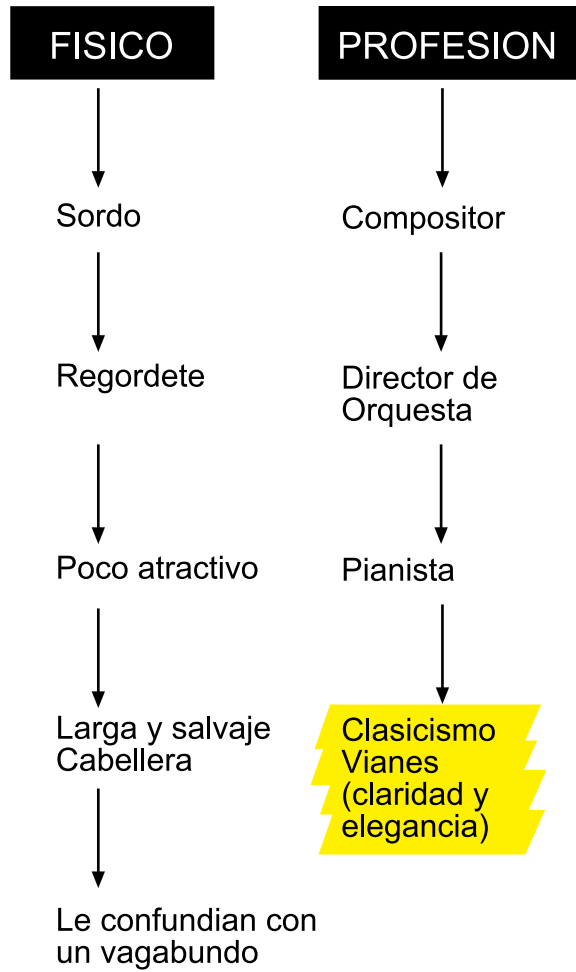 FISICO
Sordo
Regordete
Poco atractivo
Larga y salvaje
Cabellera
Le confundian con
un vagabundo
PROFESION
Compositor
Director de
Orquesta
Pianista
Clasicismo
Vianes
(claridad y
elegancia)